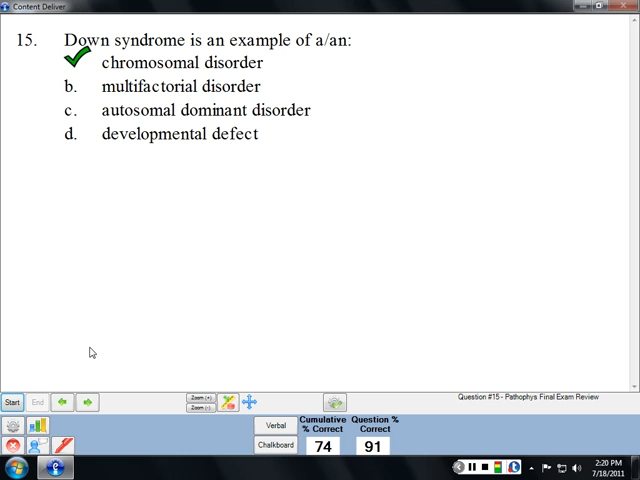 Content Deliver
15. Down syndrome is an example of a/an:
chromosomal disorder
b. multifactorial disorder
c. autosomal dominant disorder
d. developmental defect
Start End Zoom (+) Zoom (-) Question #15- Pathophys Final Exam Review
Verbal Cumulative % Correct Question % Correct
Chalkboard 74 91
2:20 PM
7/18/2011